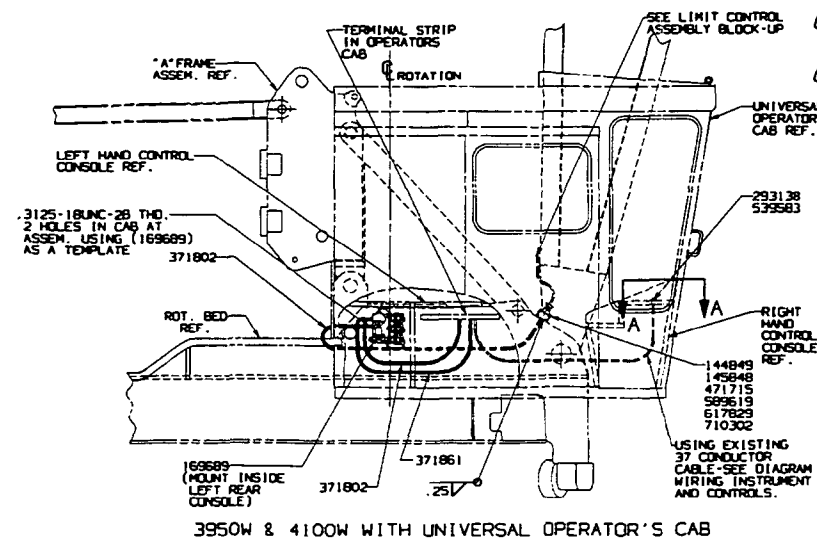 TERMINAL STRIP
IN OPERATORS
CAB
SEE LIMIT CONTROL
ASSEMBLY BLOCK-UP
"A"FRAME
ASSEM. REF.
ROTATION
UNIVERSAL
OPERATOR
CAB REF.
LEFT HAND CONTROL
CONSOLE REF.
293138
539583
.3125-18UNC-2B THD.
2 HOLES IN CAB AT
ASSEM. USING (169689)
AS A TEMPLATE
371802
ROT. BED
REF.
A
A
RIGHT
HAND
CONTROL
CONSOLE
REF.
144849
145848
471715
589619
617829
710302
169689
(MOUNT INSIDE
LEFT REAR
CONSOLE)
371802
371861
.25
USING EXISTING
37 CONDUCTOR
CABLE-SEE DIAGRAM
WIRING INSTRUMENT
AND CONTROLS.
3950W & 4100W WITH UNIVERSAL OPERATOR'S CAB